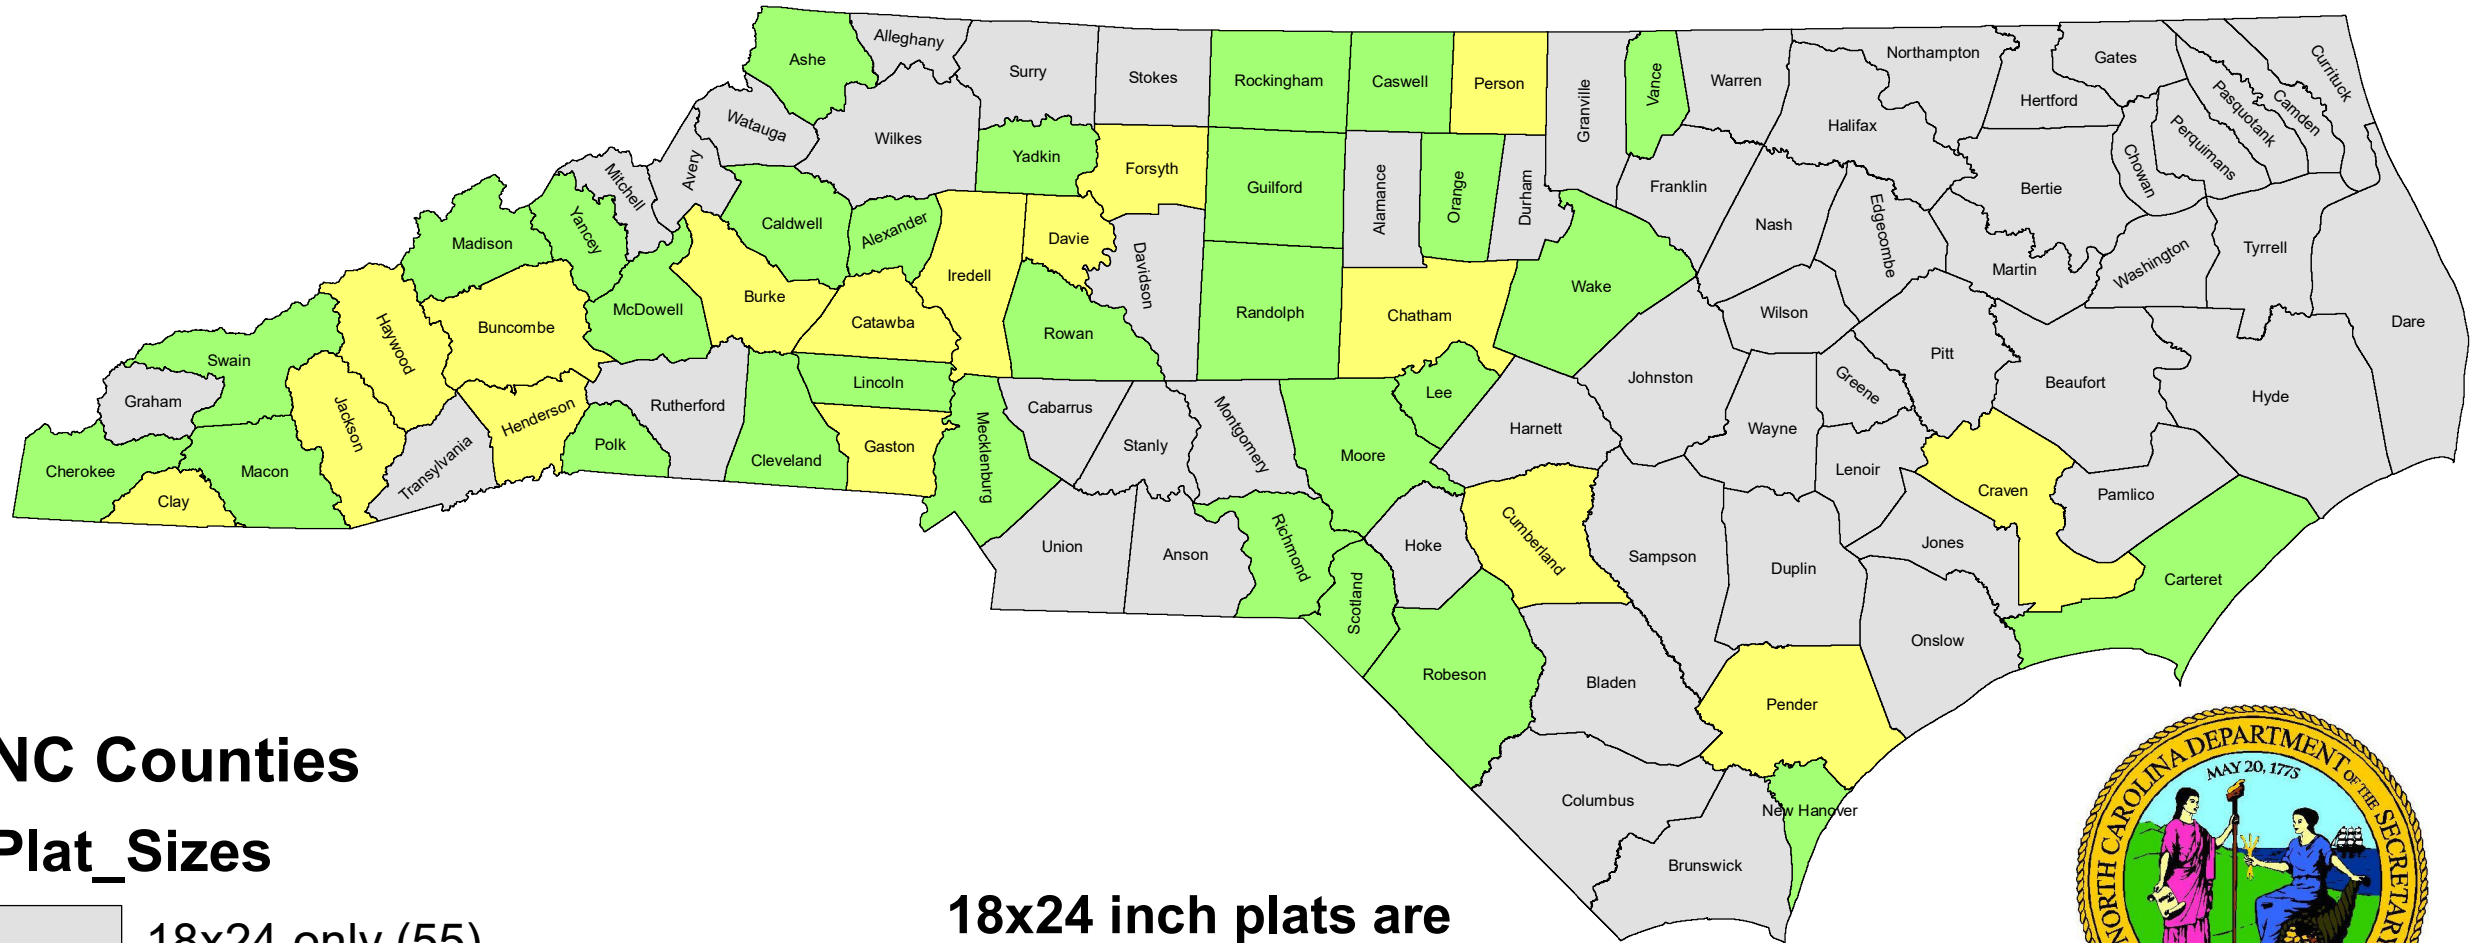 Ashe
Alleghany
Surry
Stokes
Rockingham
Caswell
Person
Granville
Vance
Warren
Northampton
Gates
Currituck
Camden
Pasquotank
Perquimans
Hertford
Halifax
Watauga
Wilkes
Yadkin
Forsyth
Guilford
Alamance
Orange
Durham
Franklin
Nash
Edgecombe
Bertie
Chowan
Mitchell
Avery
Madison
Yancey
Caldwell
Alexander
Iredell
Davie
Davidson
Randolph
Chatham
Wake
Wilson
Martin
Washington
Tyrrell
Dare
Swain
Haywood
Buncombe
McDowell
Burke
Catawba
Rowan
Lee
Johnston
Greene
Pitt
Beaufort
Hyde
Graham
Jackson
Henderson
Rutherford
Lincoln
Cabarrus
Stanly
Montgomery
Moore
Harnett
Wayne
Lenoir
Craven
Pamlico
Cherokee
Clay
Macon
Transylvania
Polk
Cleveland
Gaston
Mecklenburg
Union
Anson
Richmond
Scotland
Hoke
Cumberland
Sampson
Duplin
Jones
Carteret
Onslow
Robeson
Bladen
Pender
Columbus
New Hanover
Brunswick
NC Counties
Plat_Sizes
18x24 only (55)
18x24 inch plats are
NORTH CAROLINA DEPARTMENT OF THE SECRETAR
MAY 20, 1775